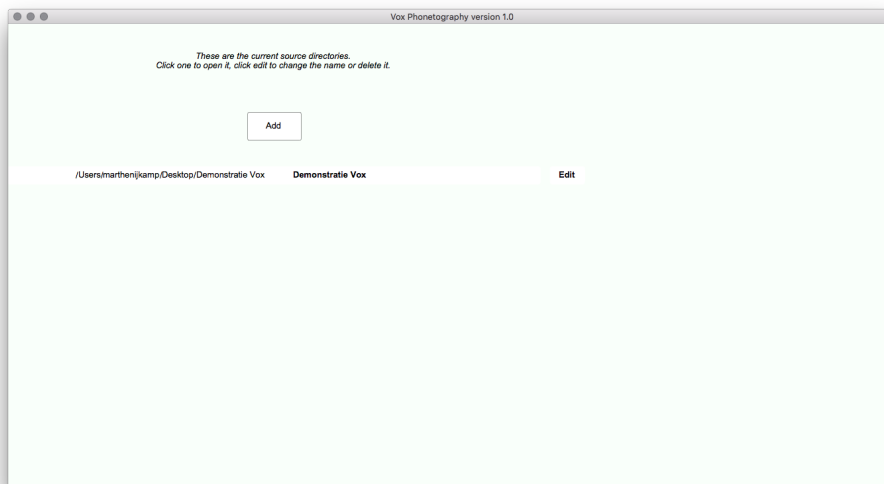 Vox Phonetography version 1.0
These are the current source directories.
Click one to open it, click edit to change the name or delete it.
Add
/Users/marthenijkamp/Desktop/Demonstratie Vox Demonstratie Vox Edit